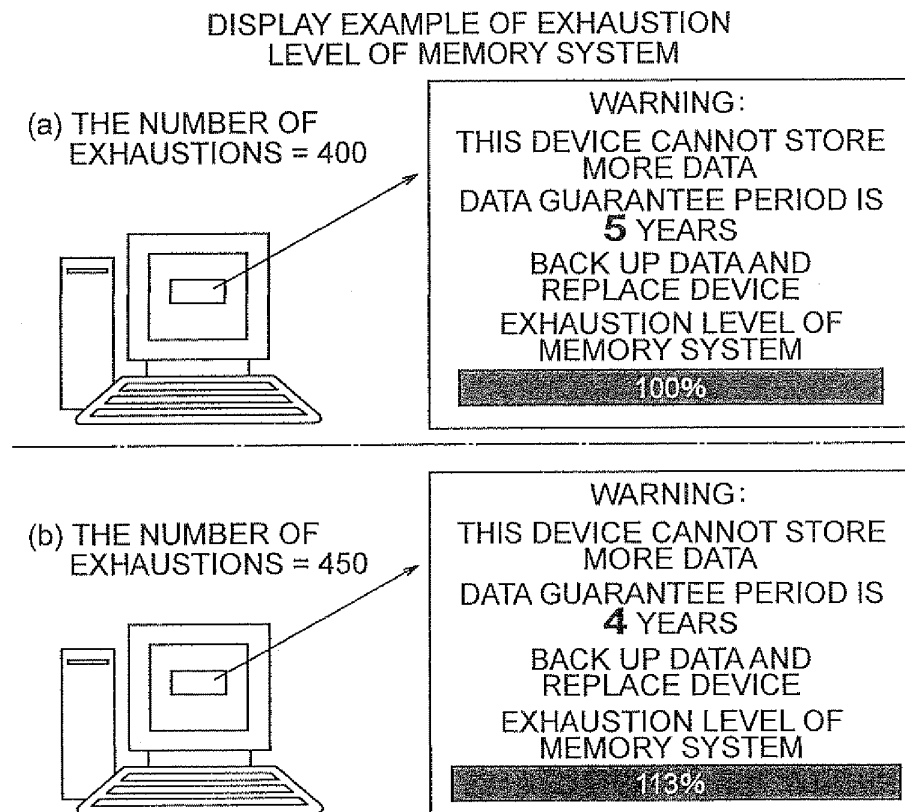 DISPLAY EXAMPLE OF EXHAUSTION
LEVEL OF MEMORY SYSTEM
(a) THE NUMBER OF
EXHAUSTIONS = 400
WARNING:
THIS DEVICE CANNOT STORE
MORE DATA
DATA GUARANTEE PERIOD IS
5 YEARS
BACK UP DATA AND
REPLACE DEVICE
EXHAUSTION LEVEL OF
MEMORY SYSTEM
100%
(b) THE NUMBER OF
EXHAUSTIONS = 450
WARNING:
THIS DEVICE CANNOT STORE
MORE DATA
DATA GUARANTEE PERIOD IS
4 YEARS
BACK UP DATA AND
REPLACE DEVICE
EXHAUSTION LEVEL OF
MEMORY SYSTEM
113%